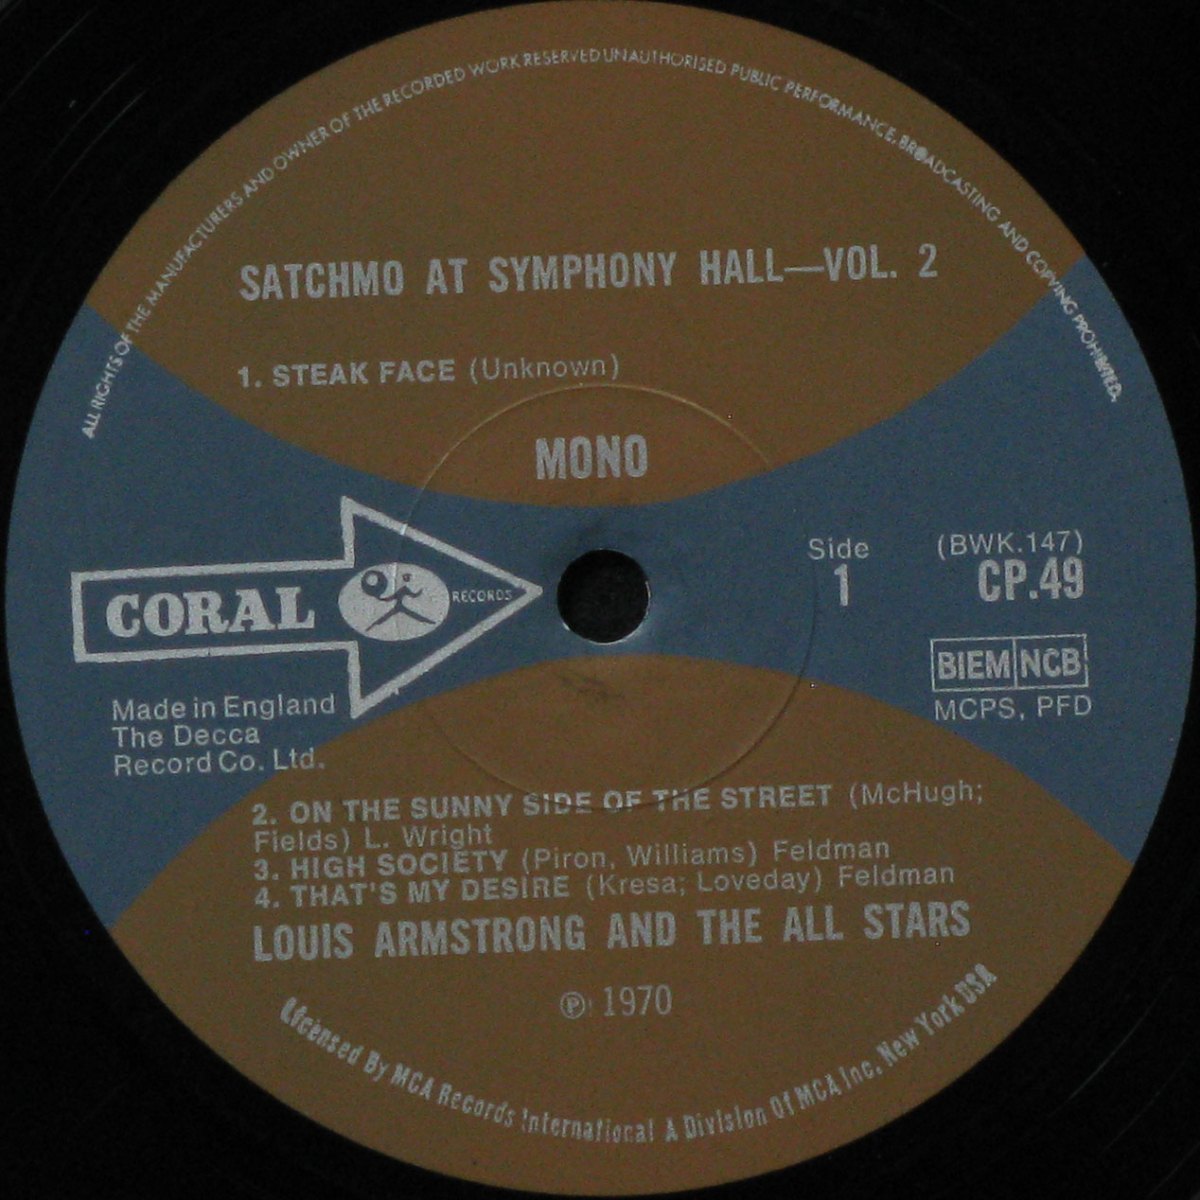 ALL RIGHTS OF THE MANUFACTURERS AND OWNER OF THE RECORDED WORK RESERVED UNAUTHORISED PUBLIC PERFORMANCE, BROADCASTING AND COPYING PROHIBITED.
SATCHMO AT SYMPHONY HALL—VOL. 2
1. STEAK FACE (Unknown)
MONO
CORAL RECORDS
Side
1
(BWK.147)
CP.49
BIEM NCB
MCPS, PFD
Made in England
The Decca
Record Co. Ltd.
2. ON THE SUNNY SIDE OF THE STREET (McHugh;
Fields) L. Wright
3. HIGH SOCIETY (Piron, Williams) Feldman
4. THAT'S MY DESIRE (Kresa; Loveday) Feldman
LOUIS ARMSTRONG AND THE ALL STARS
℗ 1970
Licensed By MCA Records International A Division Of MCA Inc. New York USA